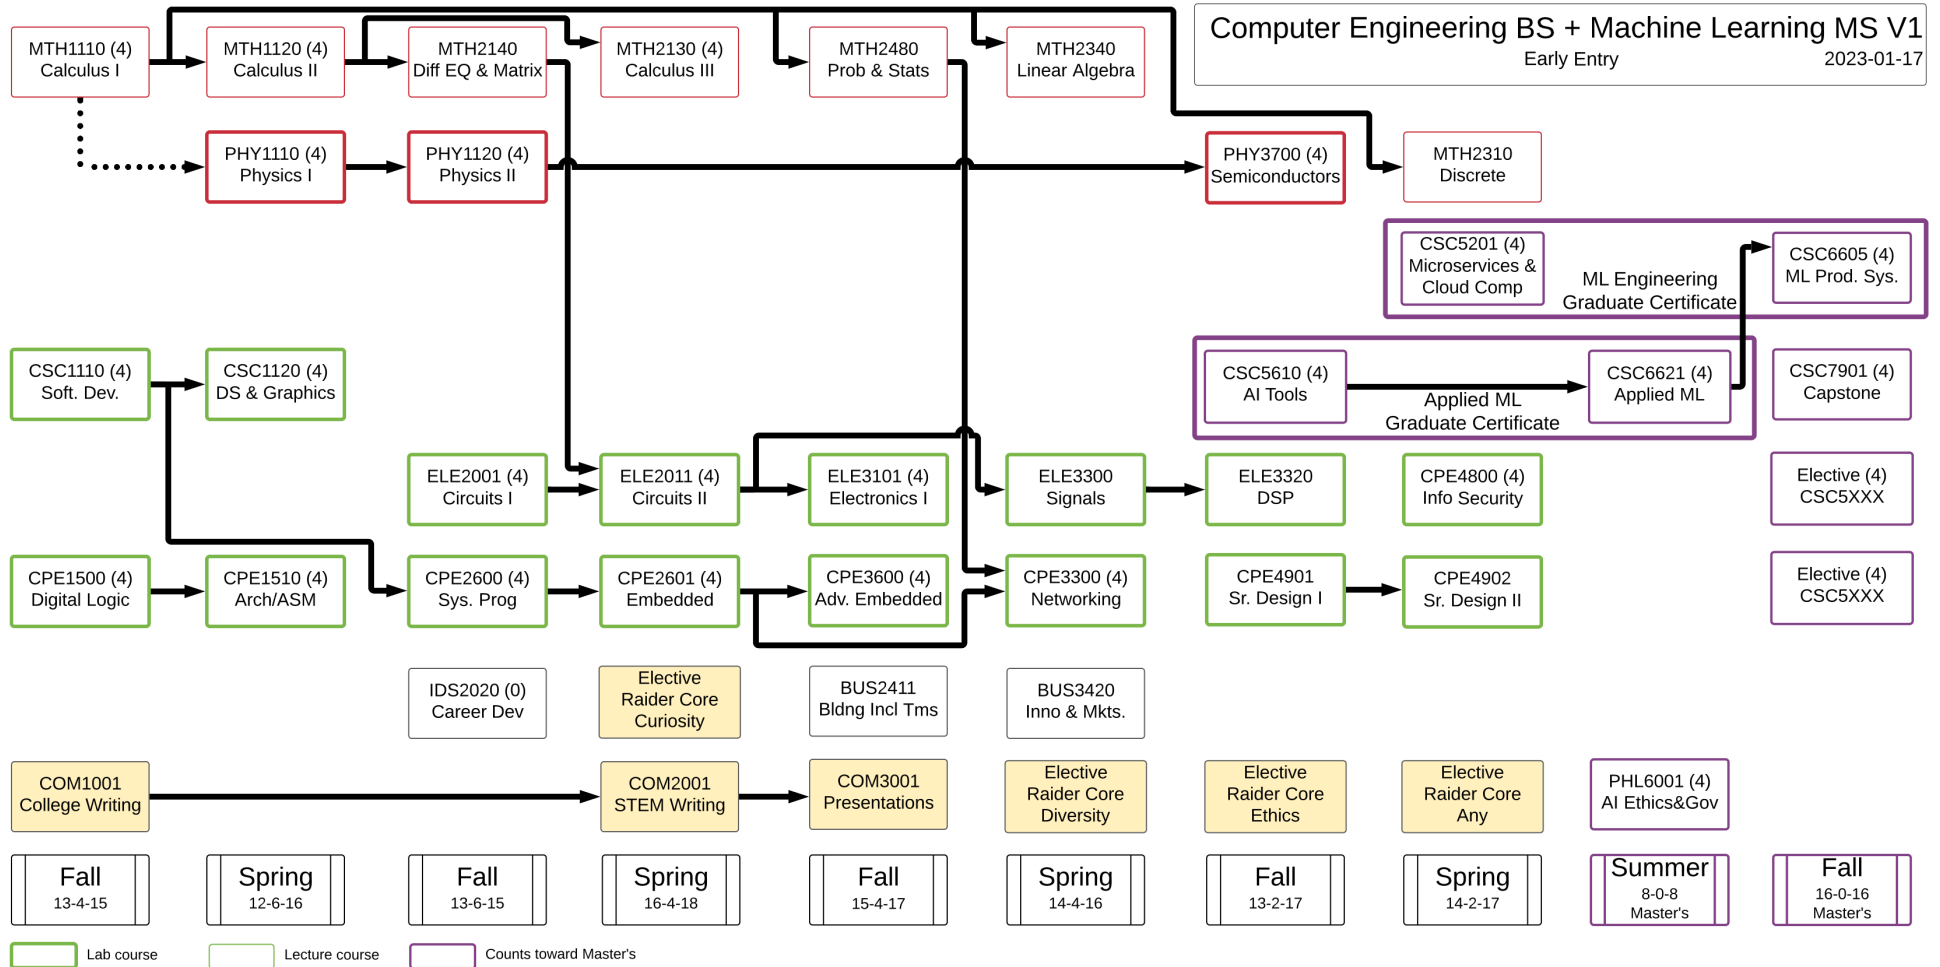 Computer Engineering BS + Machine Learning MS V1
Early Entry
2023-01-17
MTH1110 (4)
Calculus I
MTH1120 (4)
Calculus II
MTH2140
Diff EQ & Matrix
MTH2130 (4)
Calculus III
MTH2480
Prob & Stats
MTH2340
Linear Algebra
PHY1110 (4)
Physics I
PHY1120 (4)
Physics II
PHY3700 (4)
Semiconductors
MTH2310
Discrete
CSC5201 (4)
Microservices &
Cloud Comp
ML Engineering
Graduate Certificate
CSC6605 (4)
ML Prod. Sys.
CSC1110 (4)
Soft. Dev.
CSC1120 (4)
DS & Graphics
CSC5610 (4)
AI Tools
Applied ML
Graduate Certificate
CSC6621 (4)
Applied ML
CSC7901 (4)
Capstone
ELE2001 (4)
Circuits I
ELE2011 (4)
Circuits II
ELE3101 (4)
Electronics I
ELE3300
Signals
ELE3320
DSP
CPE4800 (4)
Info Security
Elective (4)
CSC5XXX
CPE1500 (4)
Digital Logic
CPE1510 (4)
Arch/ASM
CPE2600 (4)
Sys. Prog
CPE2601 (4)
Embedded
CPE3600 (4)
Adv. Embedded
CPE3300 (4)
Networking
CPE4901
Sr. Design I
CPE4902
Sr. Design II
Elective (4)
CSC5XXX
IDS2020 (0)
Career Dev
Elective
Raider Core
Curiosity
BUS2411
Bldng Incl Tms
BUS3420
Inno & Mkts.
COM1001
College Writing
COM2001
STEM Writing
COM3001
Presentations
Elective
Raider Core
Diversity
Elective
Raider Core
Ethics
Elective
Raider Core
Any
PHL6001 (4)
AI Ethics&Gov
Fall
13-4-15
Spring
12-6-16
Fall
13-6-15
Spring
16-4-18
Fall
15-4-17
Spring
14-4-16
Fall
13-2-17
Spring
14-2-17
Summer
8-0-8
Master's
Fall
16-0-16
Master's
Lab course
Lecture course
Counts toward Master's